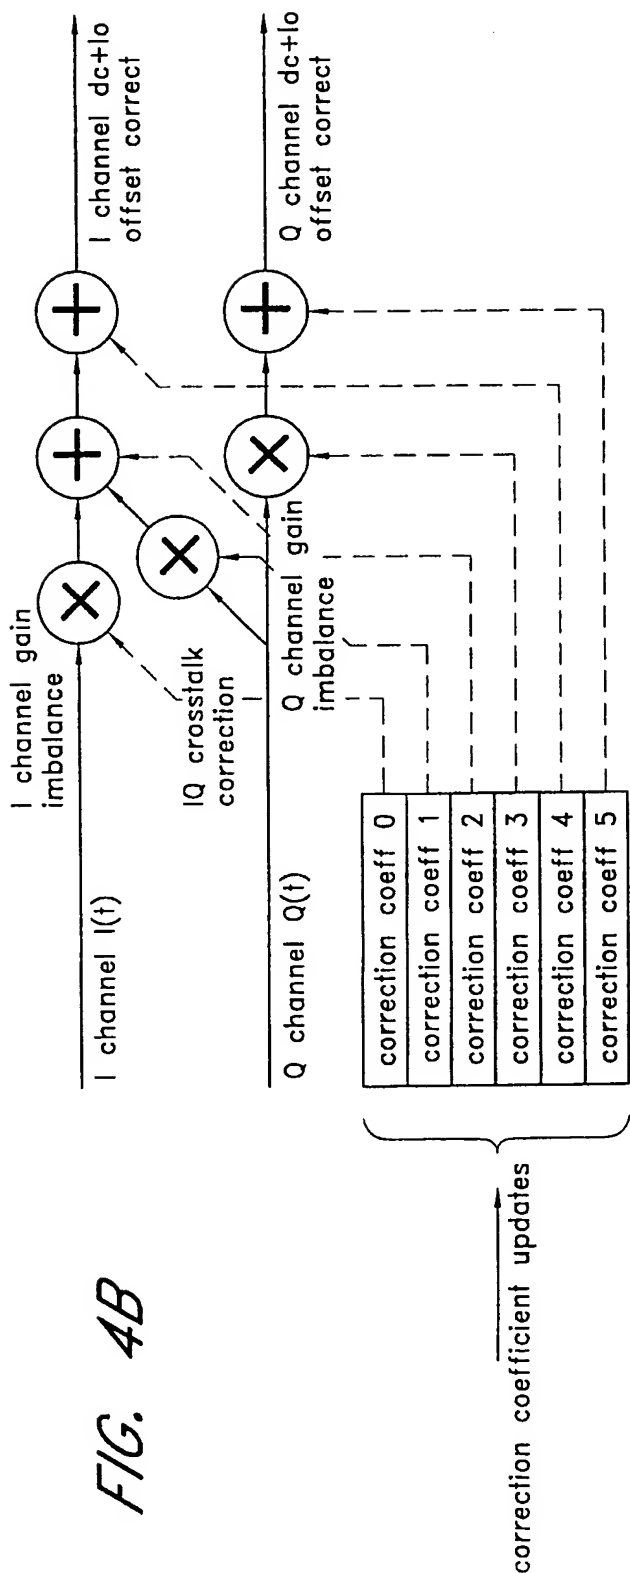 FIG. 4B
I channel I(t)
I channel gain
imbalance
I channel dc+lo
offset correct
IQ crosstalk
correction
Q channel Q(t)
Q channel gain
imbalance
Q channel dc+lo
offset correct
correction coeff 0
correction coeff 1
correction coeff 2
correction coeff 3
correction coeff 4
correction coeff 5
correction coefficient updates